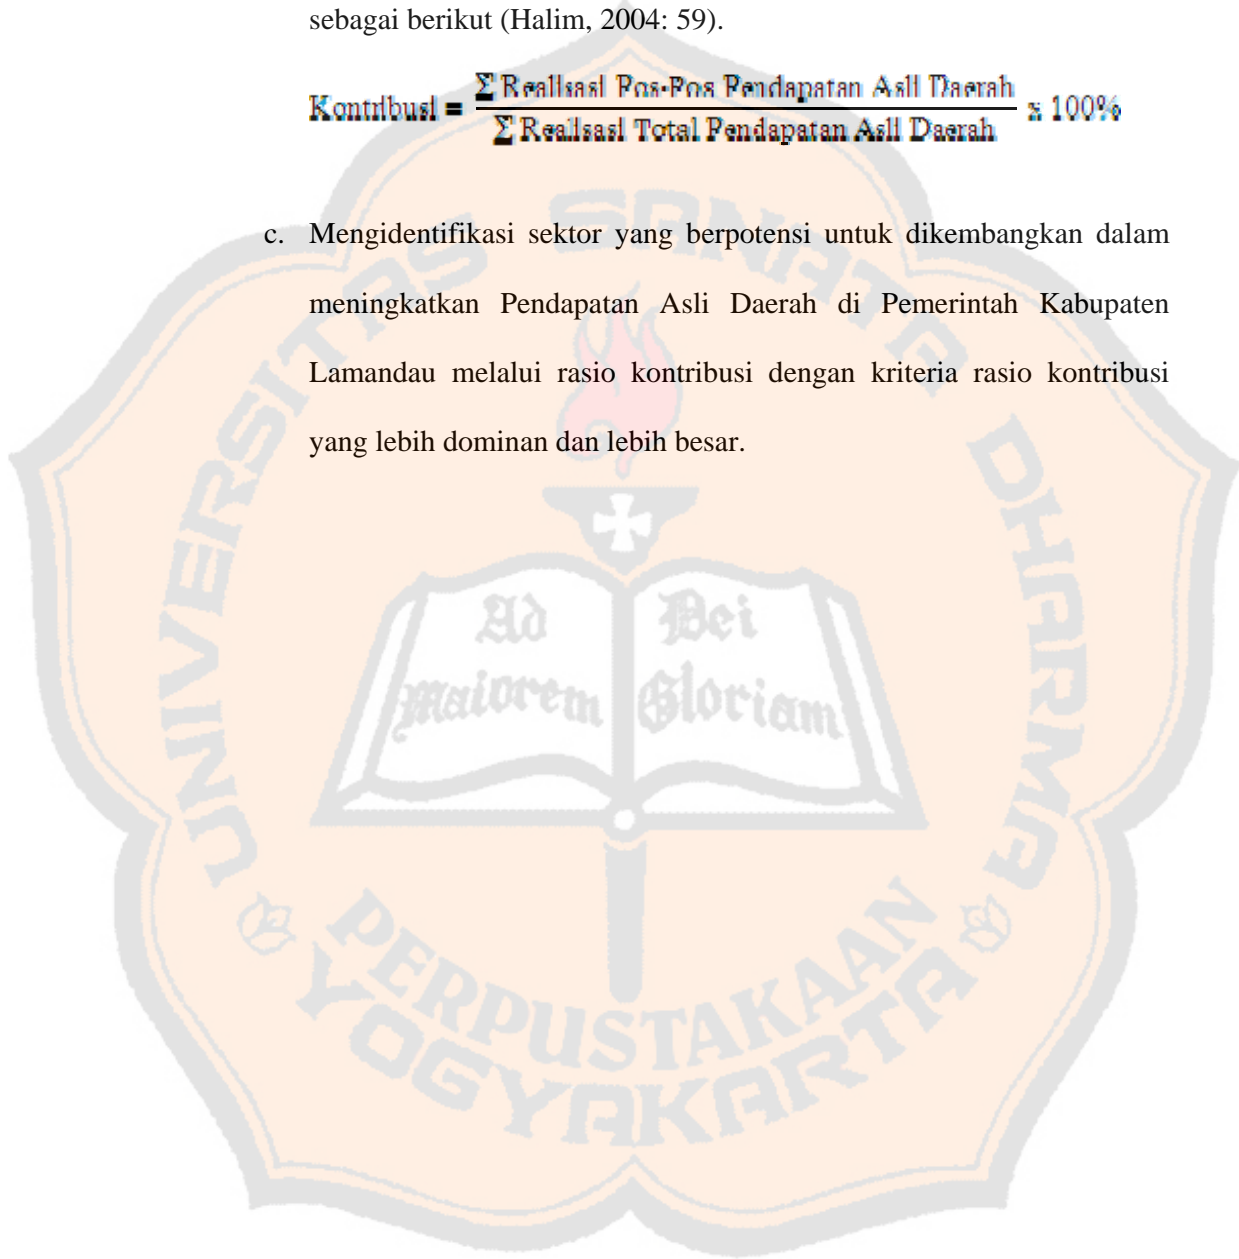 sebagai berikut (Halim, 2004: 59).
Kontribusi = ∑ Realisasi Pos-Pos Pendapatan Asli Daerah / ∑ Realisasi Total Pendapatan Asli Daerah x 100%
c. Mengidentifikasi sektor yang berpotensi untuk dikembangkan dalam
meningkatkan Pendapatan Asli Daerah di Pemerintah Kabupaten
Lamandau melalui rasio kontribusi dengan kriteria rasio kontribusi
yang lebih dominan dan lebih besar.
UNIVERSITAS SANATA DHARMA
Ad Dei
Maiorem Gloriam
PERPUSTAKAAN
YOGYAKARTA